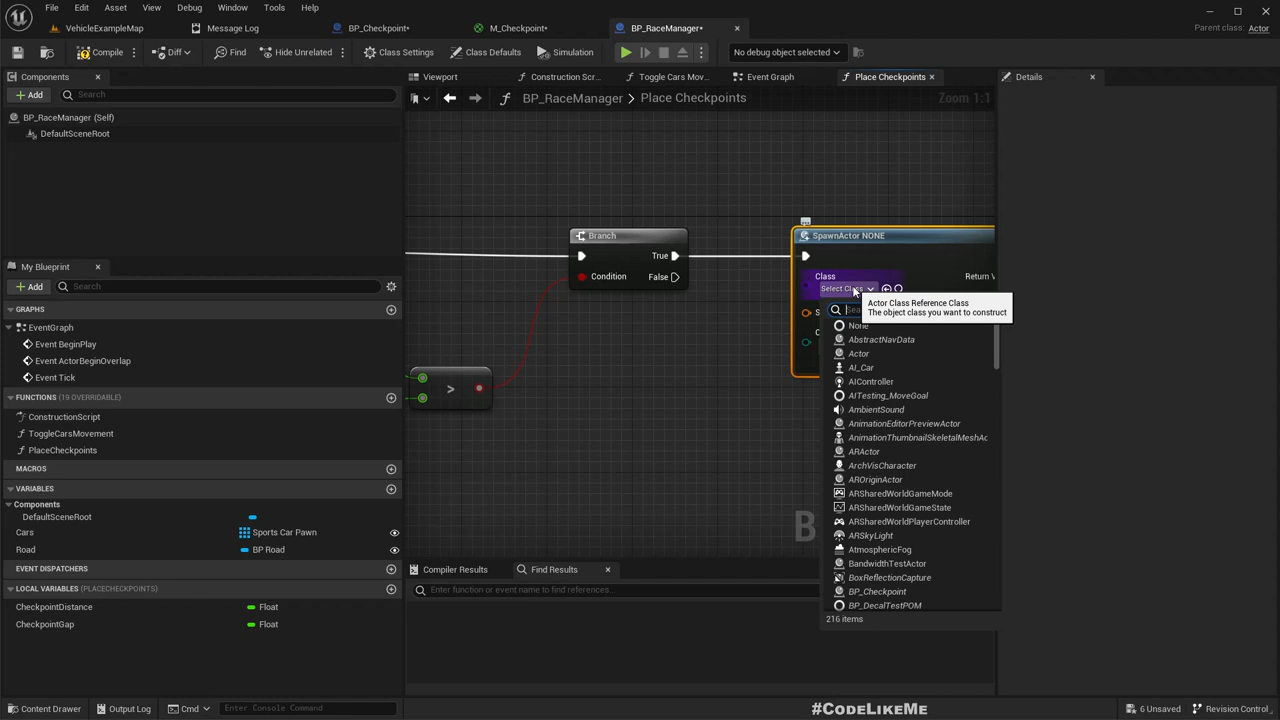 File Edit Asset View Debug Window Tools Help
VehicleExampleMap Message Log BP_Checkpoint* M_Checkpoint* BP_RaceManager* Parent class: Actor
Compile Diff Find Hide Unrelated Class Settings Class Defaults Simulation No debug object selected
Components Viewport Construction Scr... Toggle Cars Mov... Event Graph Place Checkpoints Details
Add Search BP_RaceManager > Place Checkpoints Zoom 1:1
BP_RaceManager (Self)
DefaultSceneRoot
Branch
True
Condition False
>
SpawnActor NONE
Class Return V
Select Class
Actor Class Reference Class
The object class you want to construct
None
AbstractNavData
Actor
AI_Car
AIController
AITesting_MoveGoal
AmbientSound
AnimationEditorPreviewActor
AnimationThumbnailSkeletalMeshAc
ARActor
ArchVisCharacter
AROriginActor
ARSharedWorldGameMode
ARSharedWorldGameState
ARSharedWorldPlayerController
ARSkyLight
AtmosphericFog
BandwidthTestActor
BoxReflectionCapture
BP_Checkpoint
BP_DecalTestPOM
216 items
My Blueprint
Add Search
GRAPHS
EventGraph
Event BeginPlay
Event ActorBeginOverlap
Event Tick
FUNCTIONS (19 OVERRIDABLE)
ConstructionScript
ToggleCarsMovement
PlaceCheckpoints
MACROS
VARIABLES
Components
DefaultSceneRoot
Cars Sports Car Pawn
Road BP Road
EVENT DISPATCHERS
LOCAL VARIABLES (PLACECHECKPOINTS)
CheckpointDistance Float
CheckpointGap Float
Compiler Results Find Results
Enter function or event name to find references...
Content Drawer Output Log Cmd Enter Console Command #CODELIKEME 6 Unsaved Revision Control